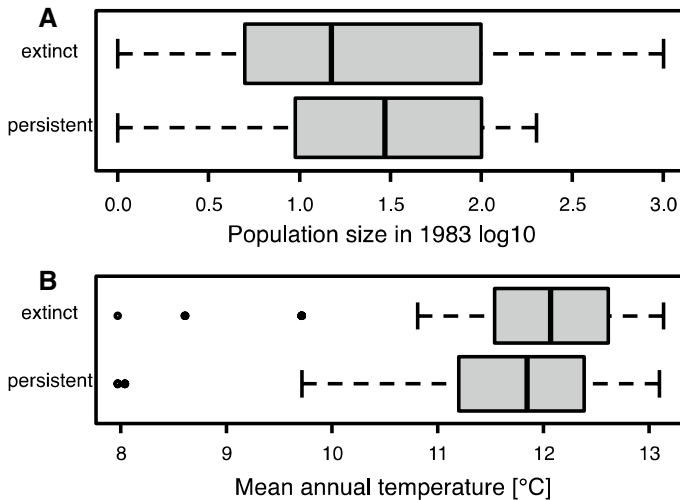 A
extinct
persistent
0.0 0.5 1.0 1.5 2.0 2.5 3.0
Population size in 1983 log10
B
extinct
persistent
8 9 10 11 12 13
Mean annual temperature [°C]